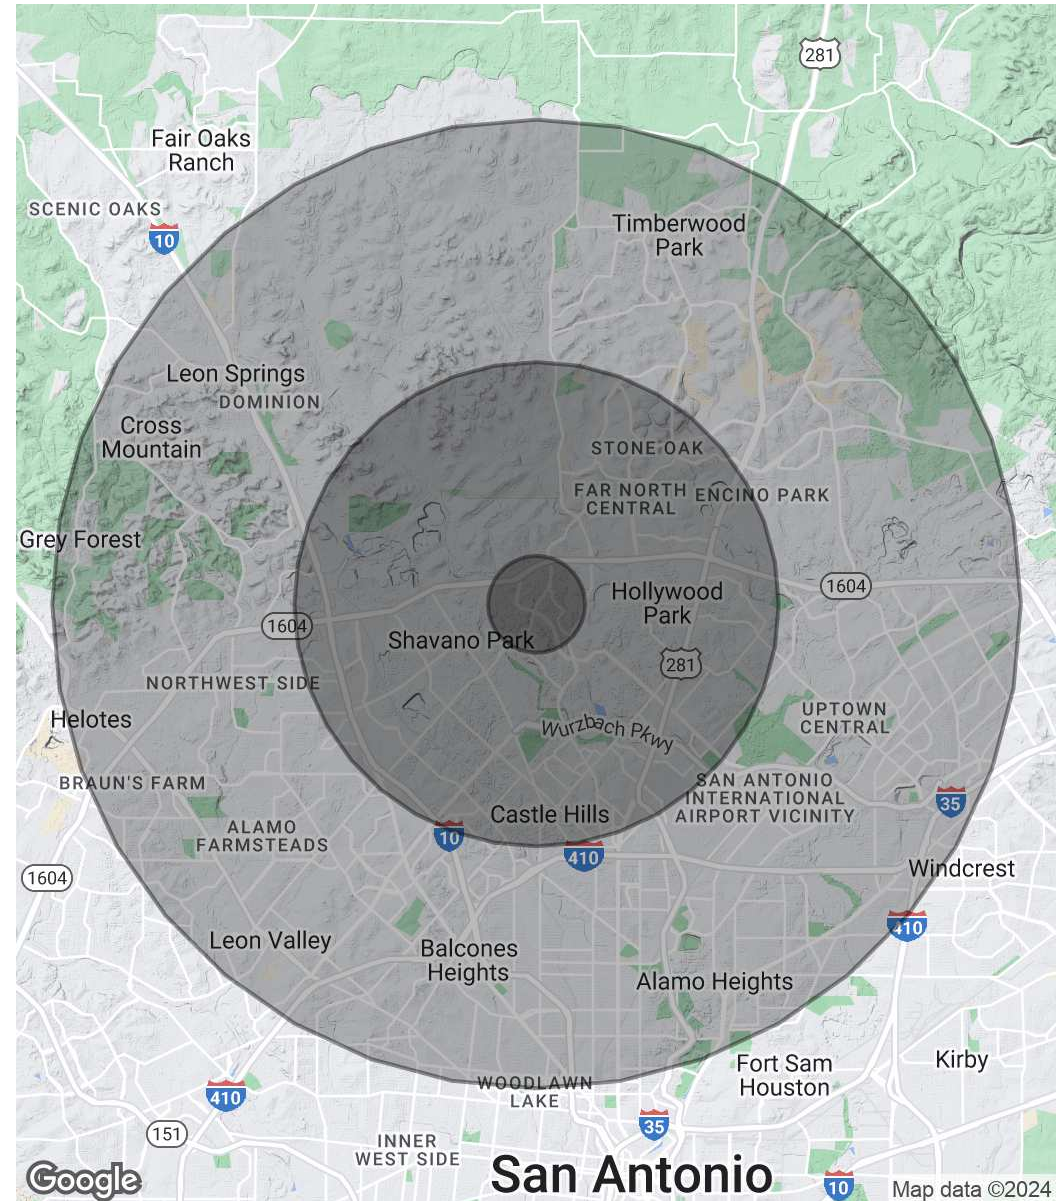 281
Fair Oaks
Ranch
SCENIC OAKS
10
Timberwood
Park
Leon Springs
DOMINION
Cross
Mountain
STONE OAK
FAR NORTH
CENTRAL
ENCINO PARK
Grey Forest
1604
Hollywood
Park
1604
Shavano Park
281
NORTHWEST SIDE
Helotes
UPTOWN
CENTRAL
Wurzbach Pkwy
BRAUN'S FARM
SAN ANTONIO
INTERNATIONAL
AIRPORT VICINITY
35
Castle Hills
ALAMO
FARMSTEADS
10
410
1604
Windcrest
410
Leon Valley
Balcones
Heights
Alamo Heights
Fort Sam
Houston
Kirby
WOODLAWN
LAKE
410
35
151
INNER
WEST SIDE
San Antonio
10
Google
Map data ©2024